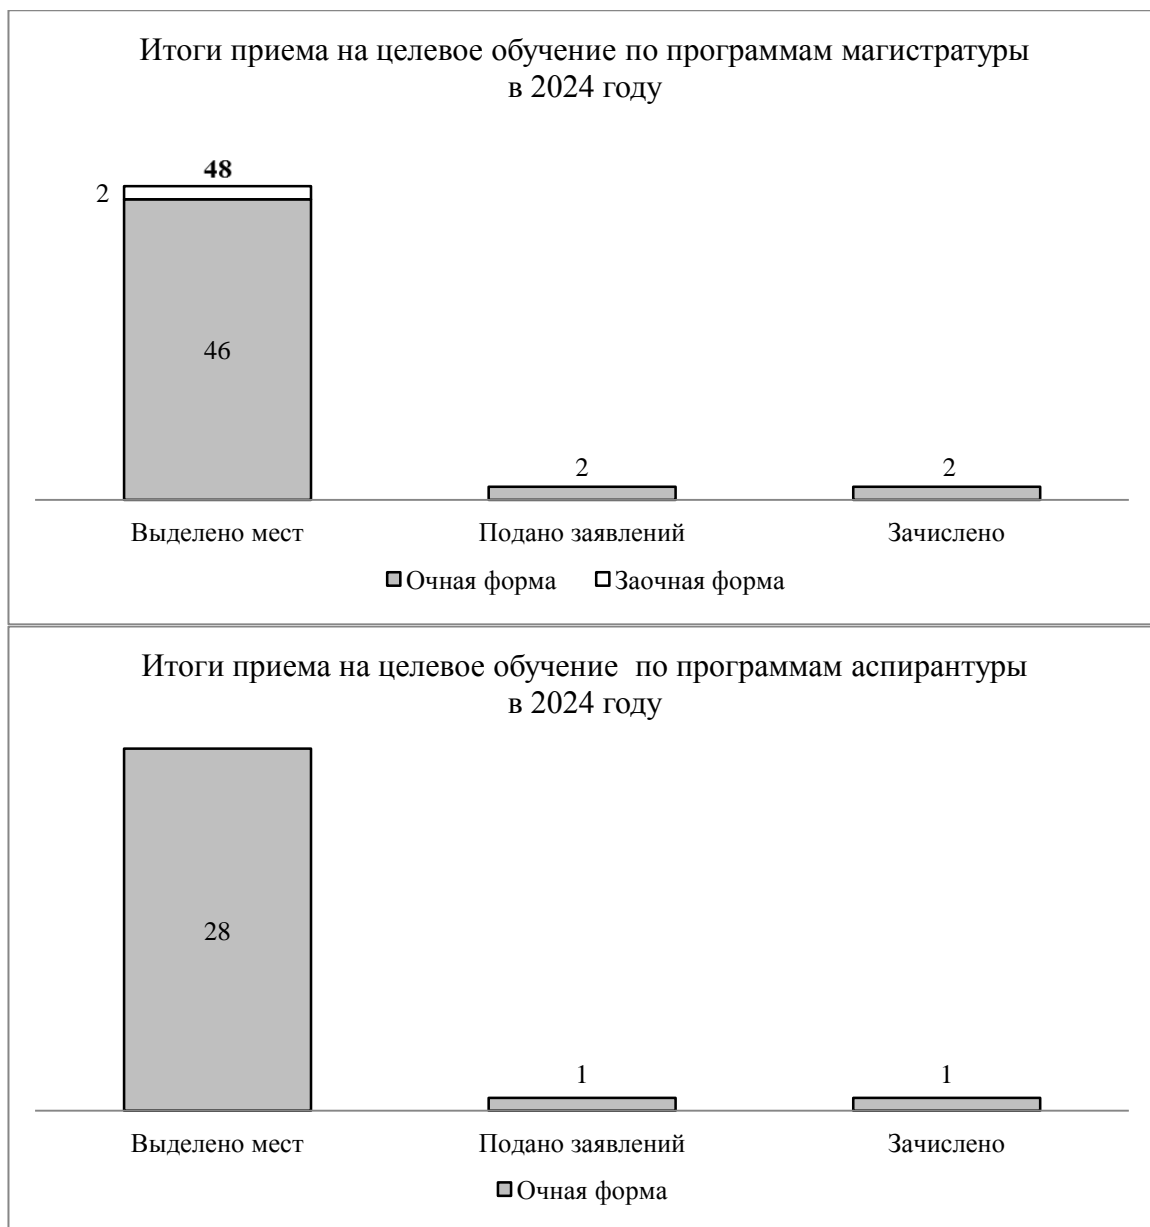 Итоги приема на целевое обучение по программам магистратуры
в 2024 году
48
2
46
2
2
Выделено мест
Подано заявлений
Зачислено
Очная форма
Заочная форма
Итоги приема на целевое обучение по программам аспирантуры
в 2024 году
28
1
1
Выделено мест
Подано заявлений
Зачислено
Очная форма